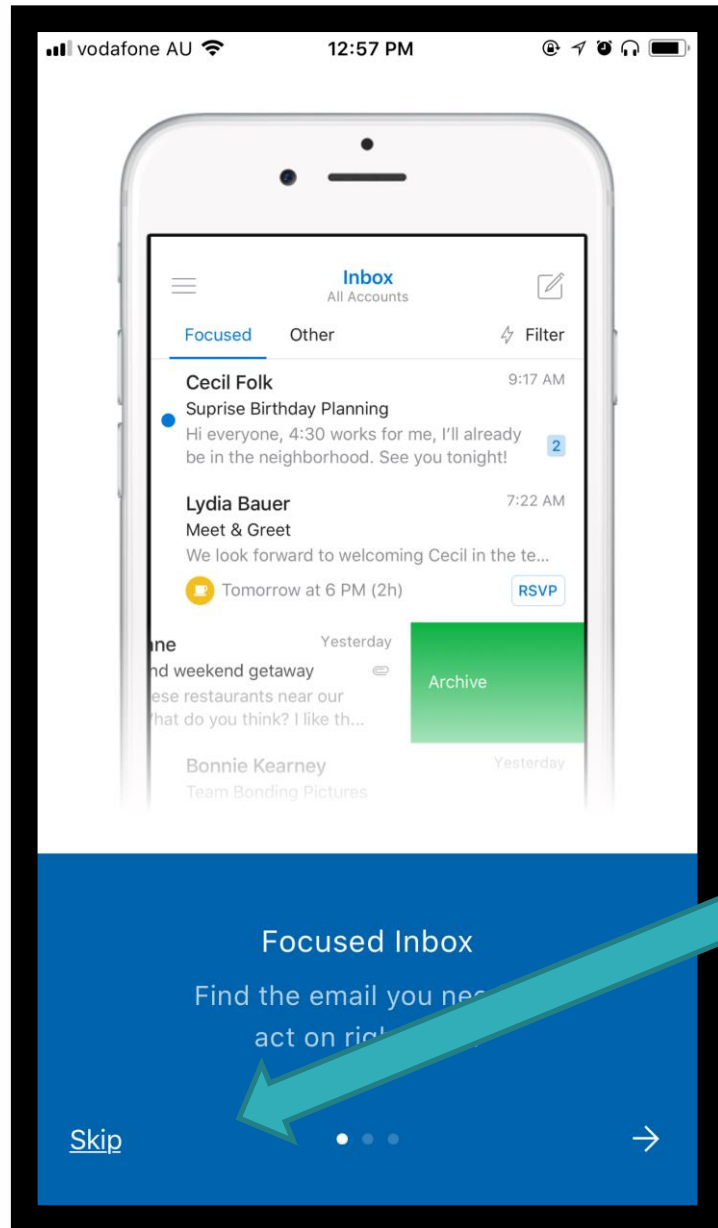 vodafone AU 12:57 PM
Inbox
All Accounts
Focused Other Filter
Cecil Folk 9:17 AM
Suprise Birthday Planning
Hi everyone, 4:30 works for me, I'll already
be in the neighborhood. See you tonight!
2
Lydia Bauer 7:22 AM
Meet & Greet
We look forward to welcoming Cecil in the te...
Tomorrow at 6 PM (2h) RSVP
Yesterday
weekend getaway
restaurants near our
do you think? I like th...
Archive
Bonnie Kearney Yesterday
Team Bonding Pictures
Focused Inbox
Find the email you
act on
Skip